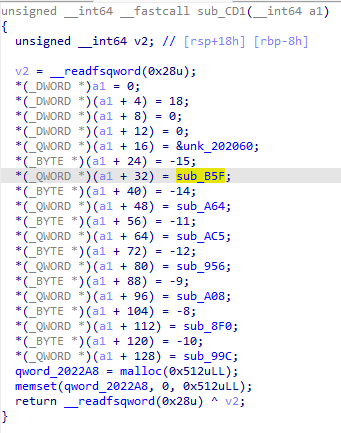 unsigned __int64 __fastcall sub_CD1(__int64 a1)
{
  unsigned __int64 v2; // [rsp+18h] [rbp-8h]

  v2 = __readfsqword(0x28u);
  *(_DWORD *)a1 = 0;
  *(_DWORD *)(a1 + 4) = 18;
  *(_DWORD *)(a1 + 8) = 0;
  *(_DWORD *)(a1 + 12) = 0;
  *(_QWORD *)(a1 + 16) = &unk_202060;
  *(_BYTE *)(a1 + 24) = -15;
  *(_QWORD *)(a1 + 32) = sub_B5F;
  *(_BYTE *)(a1 + 40) = -14;
  *(_QWORD *)(a1 + 48) = sub_A64;
  *(_BYTE *)(a1 + 56) = -11;
  *(_QWORD *)(a1 + 64) = sub_AC5;
  *(_BYTE *)(a1 + 72) = -12;
  *(_QWORD *)(a1 + 80) = sub_956;
  *(_BYTE *)(a1 + 88) = -9;
  *(_QWORD *)(a1 + 96) = sub_A08;
  *(_BYTE *)(a1 + 104) = -8;
  *(_QWORD *)(a1 + 112) = sub_8F0;
  *(_BYTE *)(a1 + 120) = -10;
  *(_QWORD *)(a1 + 128) = sub_99C;
  qword_2022A8 = malloc(0x512uLL);
  memset(qword_2022A8, 0, 0x512uLL);
  return __readfsqword(0x28u) ^ v2;
}